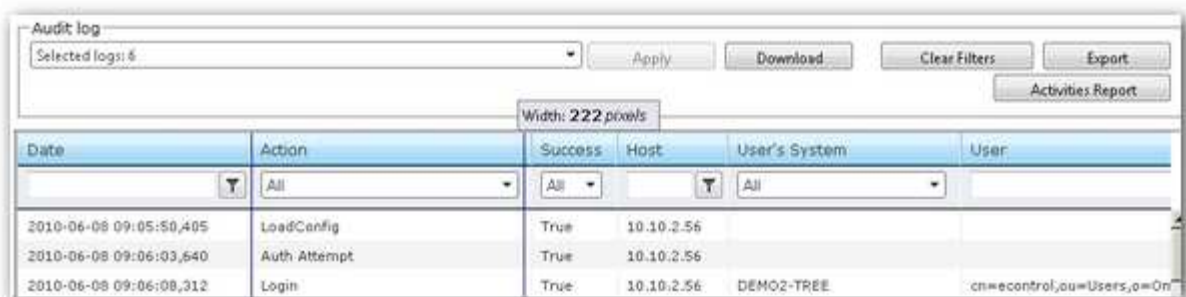 Audit log
Selected logs: 6 Apply Download Clear Filters Export
Activities Report
Width: 222 pixels
Date Action Success Host User's System User
All All All
2010-06-08 09:05:50,405 LoadConfig True 10.10.2.56
2010-06-08 09:06:03,640 Auth Attempt True 10.10.2.56
2010-06-08 09:06:08,312 Login True 10.10.2.56 DEMO2-TREE cn=econtrol,ou=Users,o=On